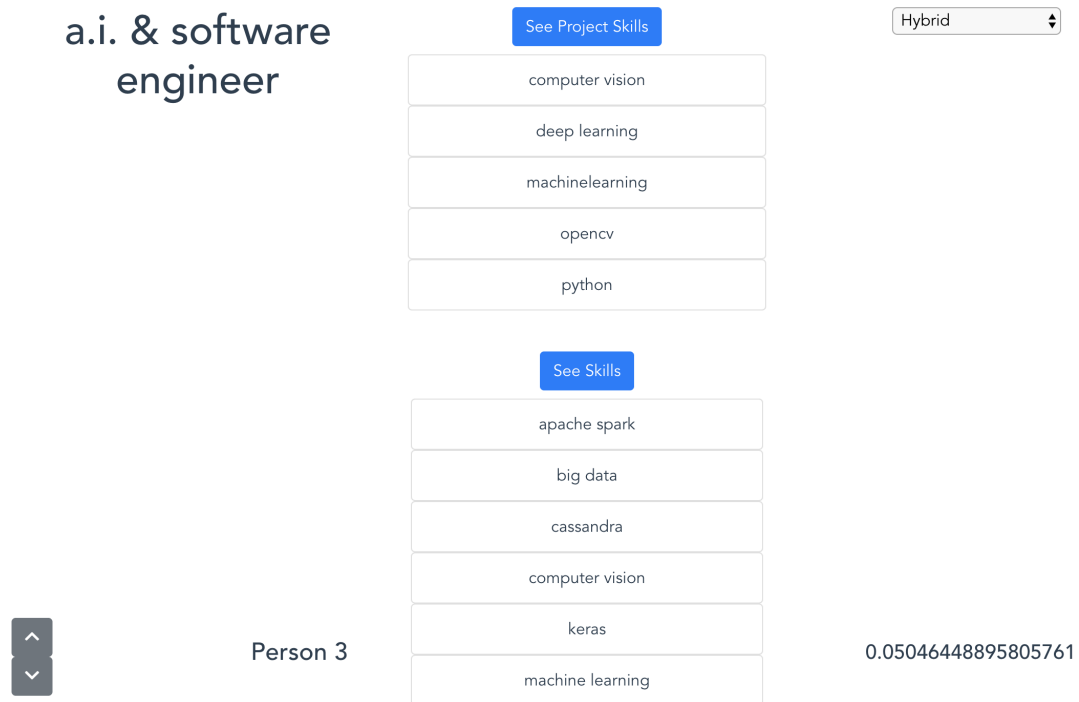 a.i. & software
engineer
See Project Skills
Hybrid
computer vision
deep learning
machinelearning
opencv
python
See Skills
apache spark
big data
cassandra
computer vision
keras
Person 3
0.05046448895805761
machine learning